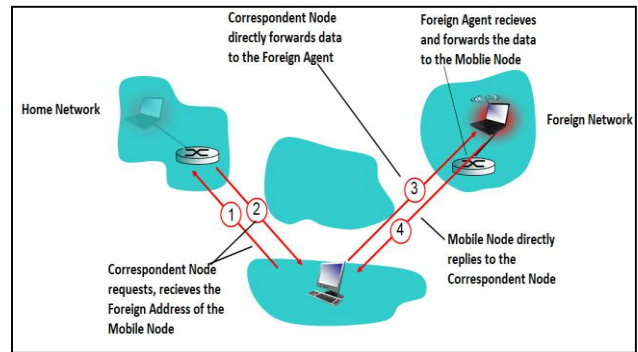 Correspondent Node
directly forwards data
to the Foreign Agent
Foreign Agent recieves
and forwards the data
to the Moblie Node
Home Network
Foreign Network
1
2
3
4
Correspondent Node
requests, recieves the
Foreign Address of the
Mobile Node
Mobile Node directly
replies to the
Correspondent Node